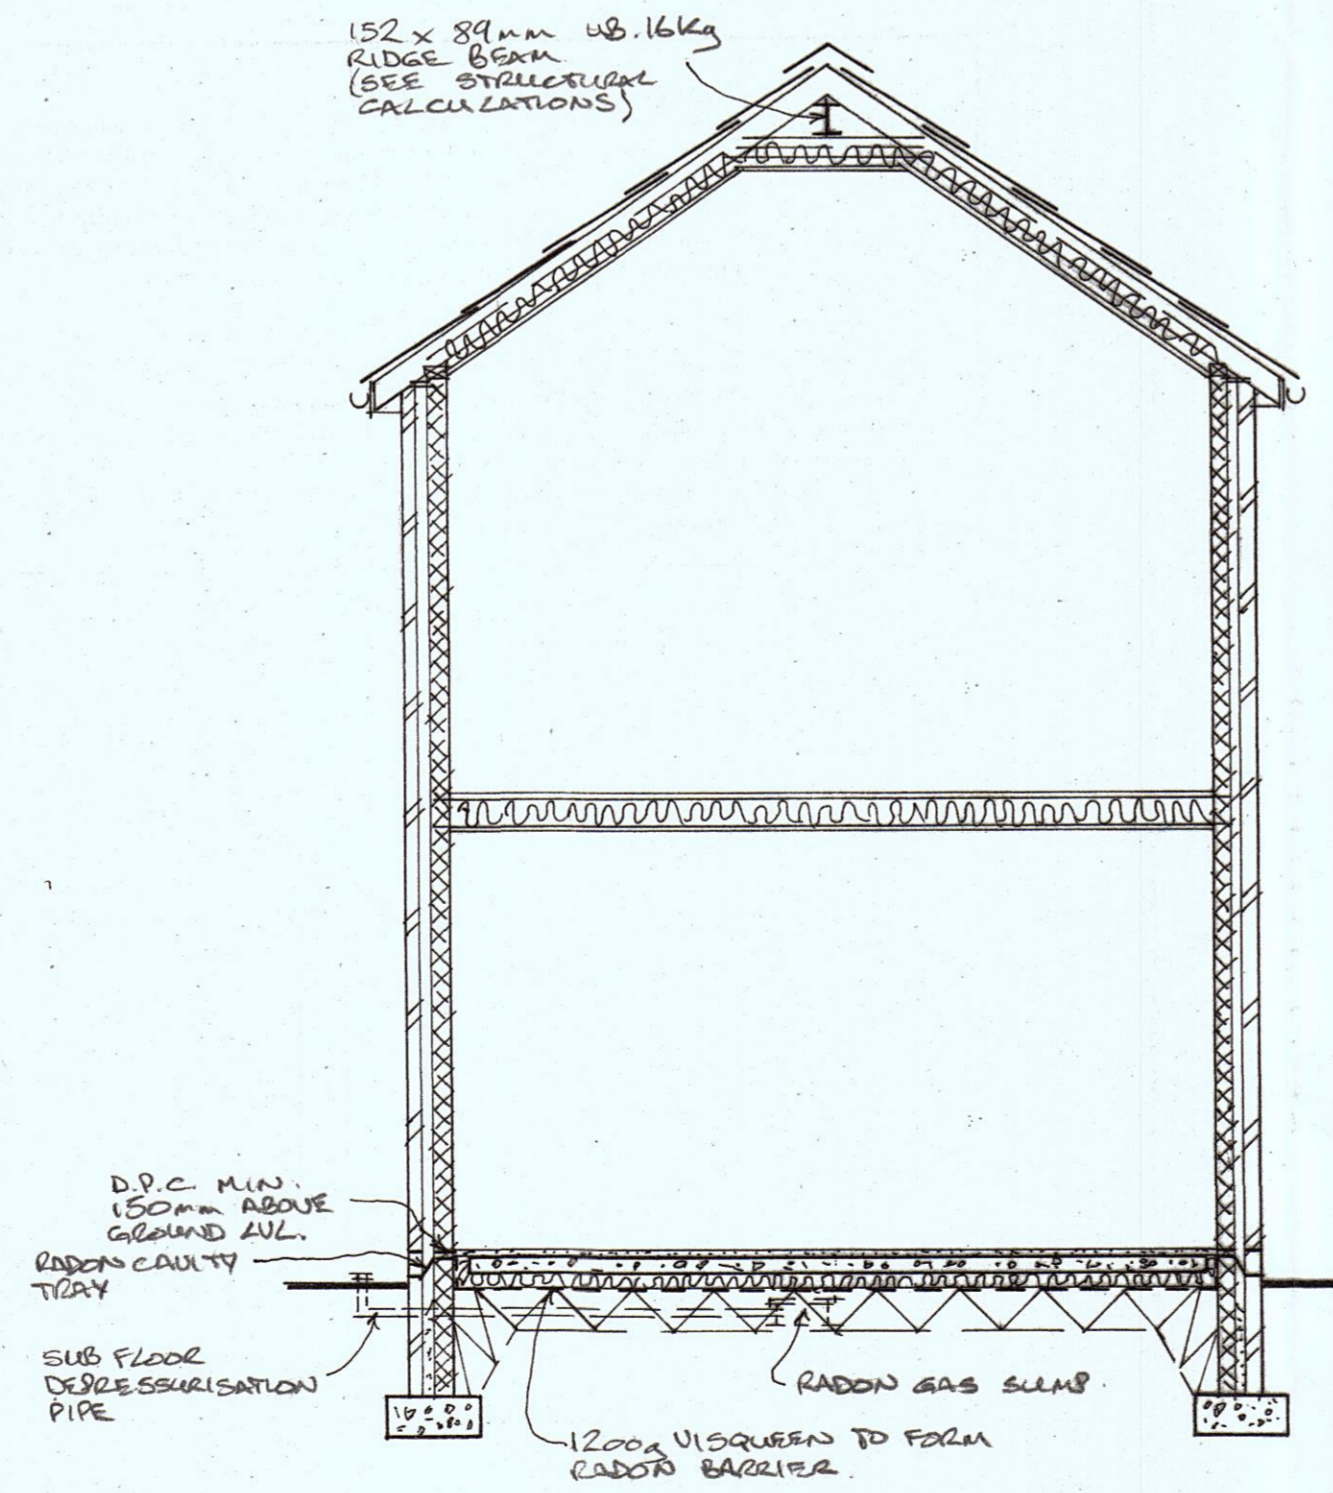 152 x 89mm UB. 16kg
RIDGE BEAM
(SEE STRUCTURAL
CALCULATIONS)
D.P.C. MIN.
150mm ABOVE
GROUND LVL.
RADON CAVITY
TRAY
SUB FLOOR
DEPRESSURISATION
PIPE
RADON GAS SUMP.
1200g VISQUEEN TO FORM
RADON BARRIER.